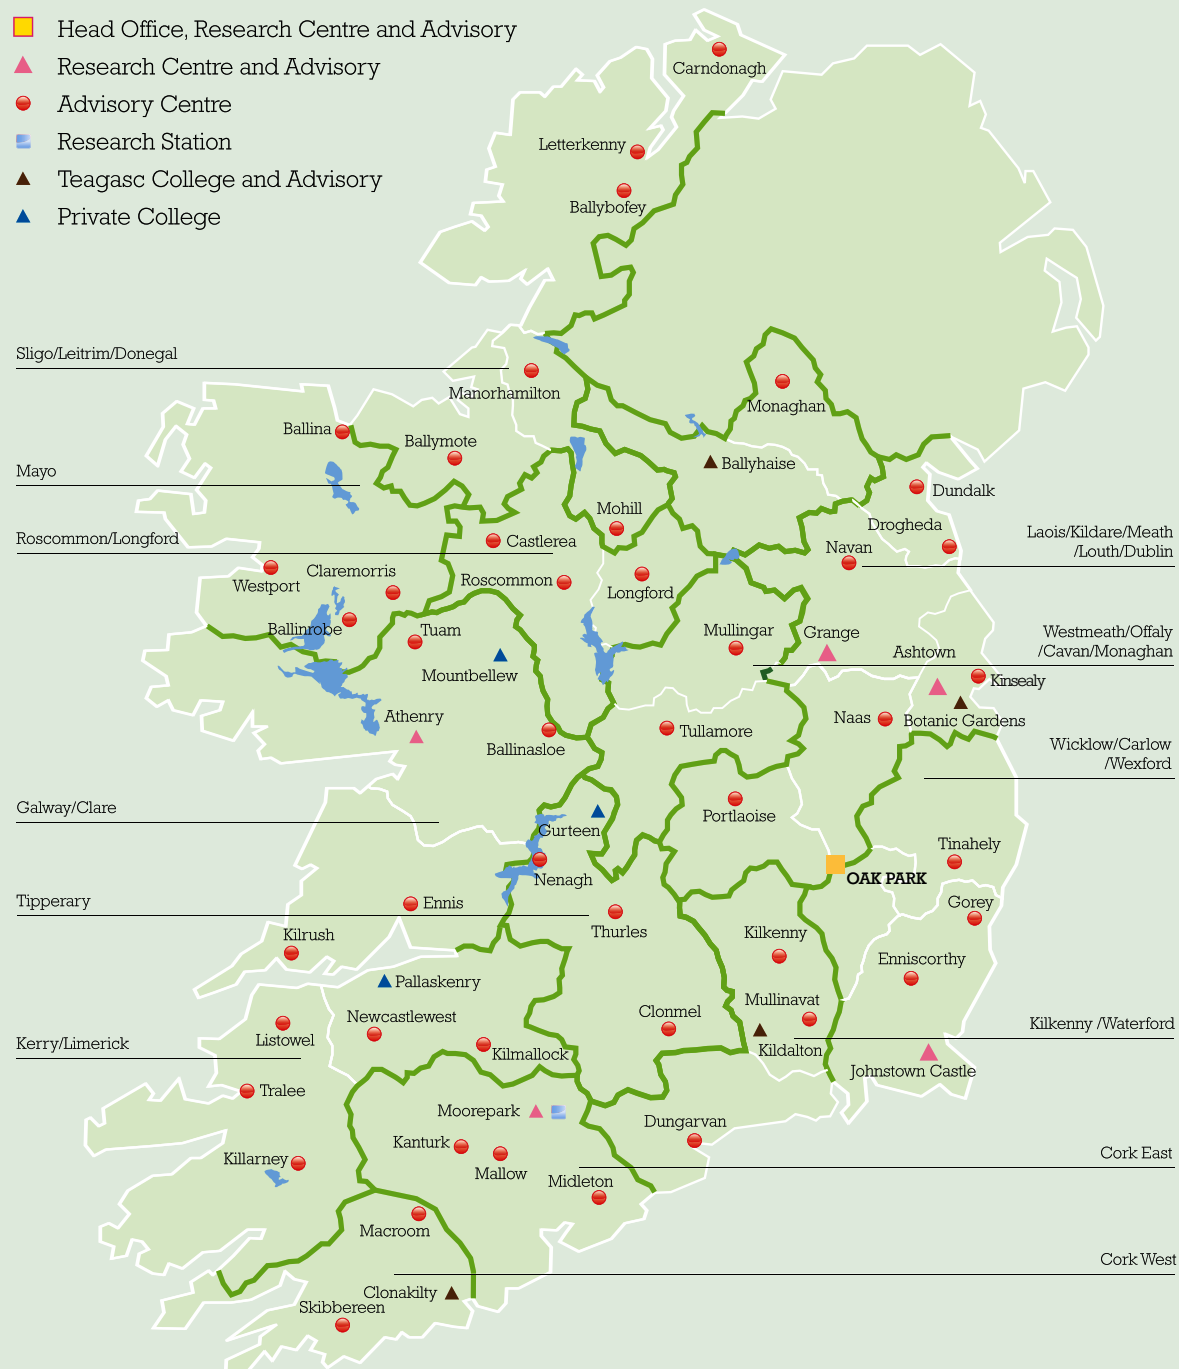 Head Office, Research Centre and Advisory
Research Centre and Advisory
Advisory Centre
Research Station
Teagasc College and Advisory
Private College
Carndonagh
Letterkenny
Ballybofey
Sligo/Leitrim/Donegal
Manorhamilton
Monaghan
Ballina
Ballymote
Ballyhaise
Mayo
Dundalk
Mohill
Drogheda
Roscommon/Longford
Castlerea
Navan
Laois/Kildare/Meath
/Louth/Dublin
Westport
Claremorris
Roscommon
Longford
Ballinrobe
Tuam
Mullingar
Grange
Westmeath/Offaly
/Cavan/Monaghan
Ashtown
Mountbellew
Kinsealy
Athenry
Ballinasloe
Tullamore
Naas
Botanic Gardens
Wicklow/Carlow
/Wexford
Galway/Clare
Gurteen
Portlaoise
Tinahely
Nenagh
OAK PARK
Tipperary
Ennis
Gorey
Kilrush
Thurles
Kilkenny
Enniscorthy
Pallaskenry
Mullinavat
Listowel
Newcastlewest
Clonmel
Kilkenny /Waterford
Kerry/Limerick
Kilmallock
Kildalton
Johnstown Castle
Tralee
Moorepark
Dungarvan
Kanturk
Killarney
Mallow
Cork East
Midleton
Macroom
Cork West
Clonakilty
Skibbereen